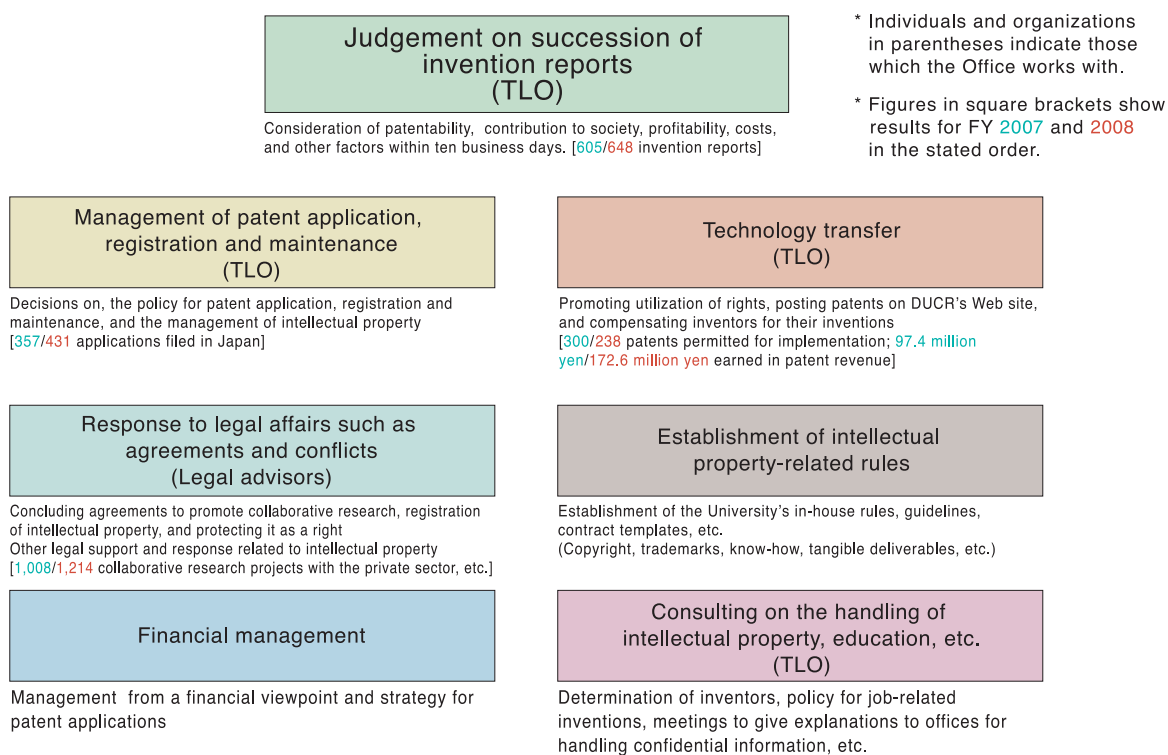 Judgement on succession of
invention reports
(TLO)
Consideration of patentability, contribution to society, profitability, costs,
and other factors within ten business days. [605/648 invention reports]
* Individuals and organizations
in parentheses indicate those
which the Office works with.
* Figures in square brackets show
results for FY 2007 and 2008
in the stated order.
Management of patent application,
registration and maintenance
(TLO)
Decisions on, the policy for patent application, registration and
maintenance, and the management of intellectual property
[357/431 applications filed in Japan]
Technology transfer
(TLO)
Promoting utilization of rights, posting patents on DUCR's Web site,
and compensating inventors for their inventions
[300/238 patents permitted for implementation; 97.4 million
yen/172.6 million yen earned in patent revenue]
Response to legal affairs such as
agreements and conflicts
(Legal advisors)
Concluding agreements to promote collaborative research, registration
of intellectual property, and protecting it as a right
Other legal support and response related to intellectual property
[1,008/1,214 collaborative research projects with the private sector, etc.]
Establishment of intellectual
property-related rules
Establishment of the University's in-house rules, guidelines,
contract templates, etc.
(Copyright, trademarks, know-how, tangible deliverables, etc.)
Financial management
Management from a financial viewpoint and strategy for
patent applications
Consulting on the handling of
intellectual property, education, etc.
(TLO)
Determination of inventors, policy for job-related
inventions, meetings to give explanations to offices for
handling confidential information, etc.